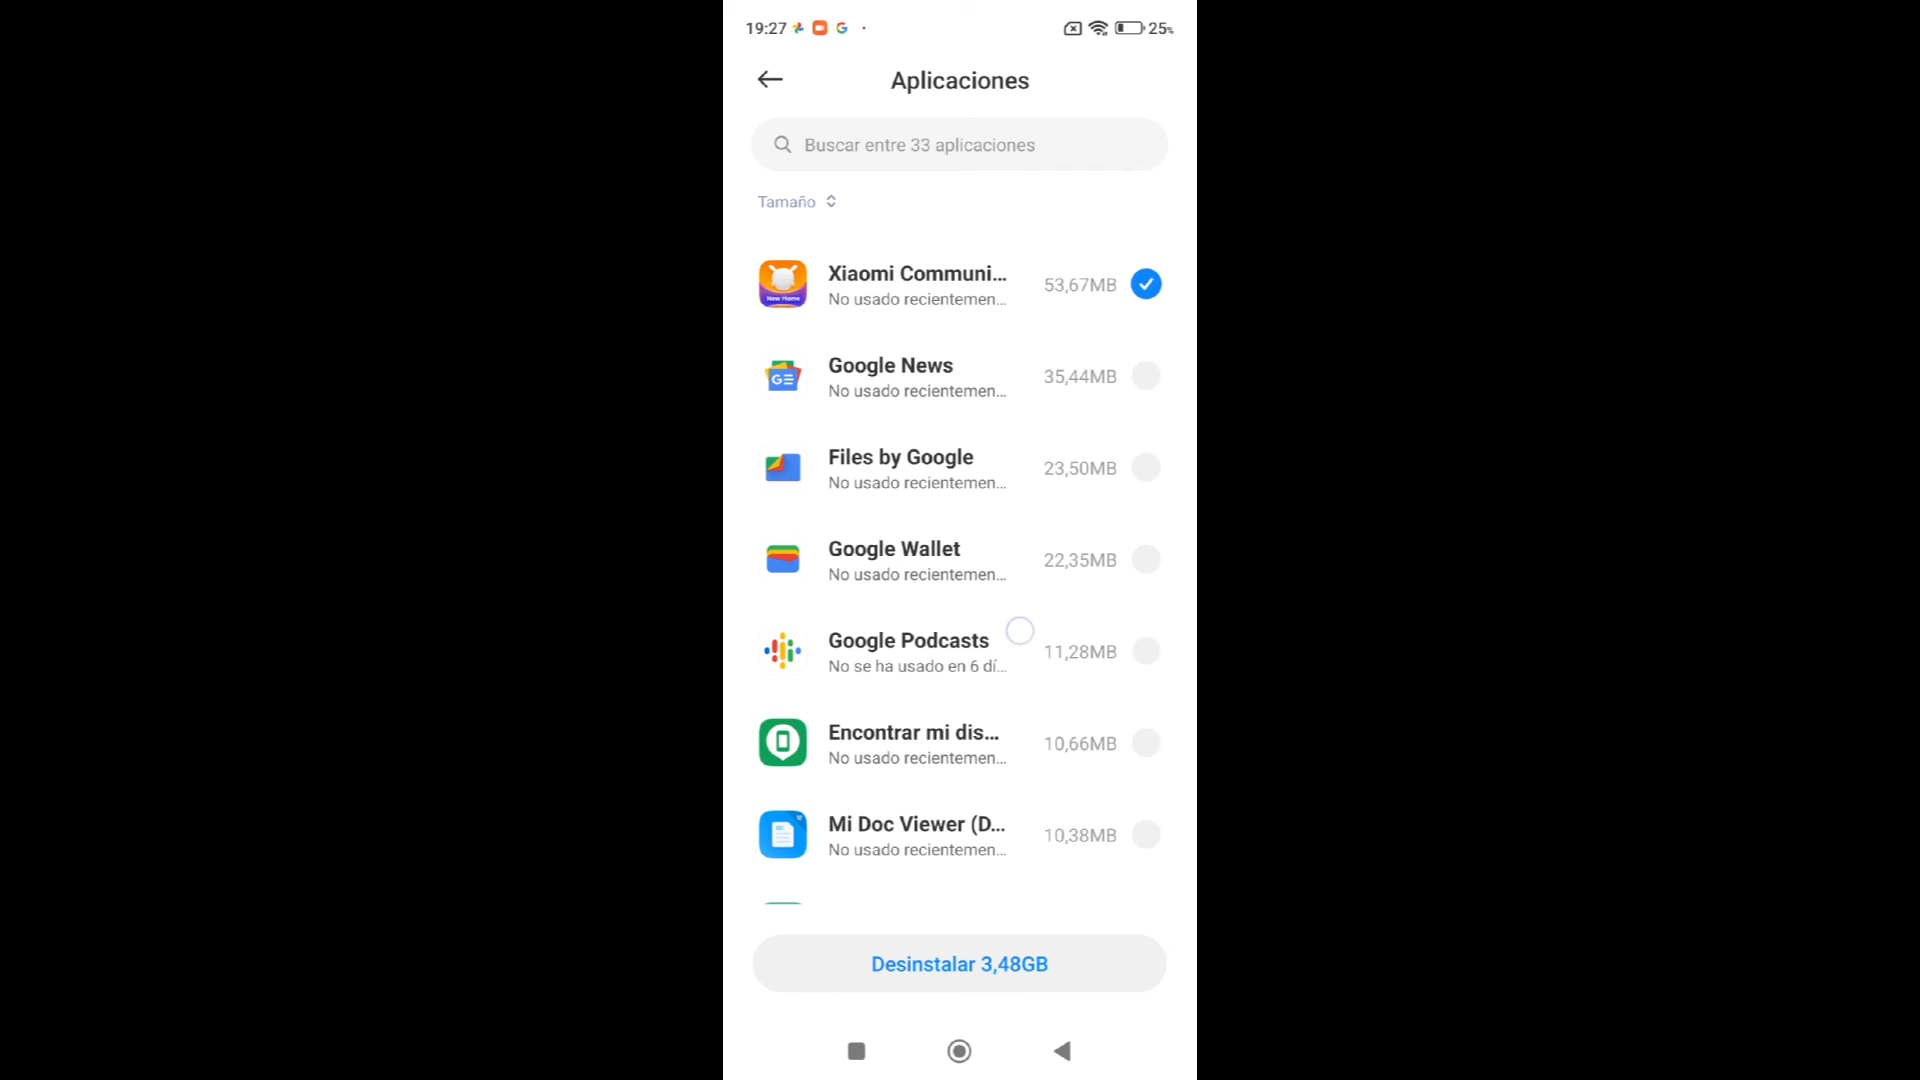 19:27
25%
Aplicaciones
Buscar entre 33 aplicaciones
Tamaño
New Home
Xiaomi Communi...
No usado recientemen...
53,67MB
GE
Google News
No usado recientemen...
35,44MB
Files by Google
No usado recientemen...
23,50MB
Google Wallet
No usado recientemen...
22,35MB
Google Podcasts
No se ha usado en 6 dí...
11,28MB
Encontrar mi dis...
No usado recientemen...
10,66MB
Mi Doc Viewer (D...
No usado recientemen...
10,38MB
Desinstalar 3,48GB